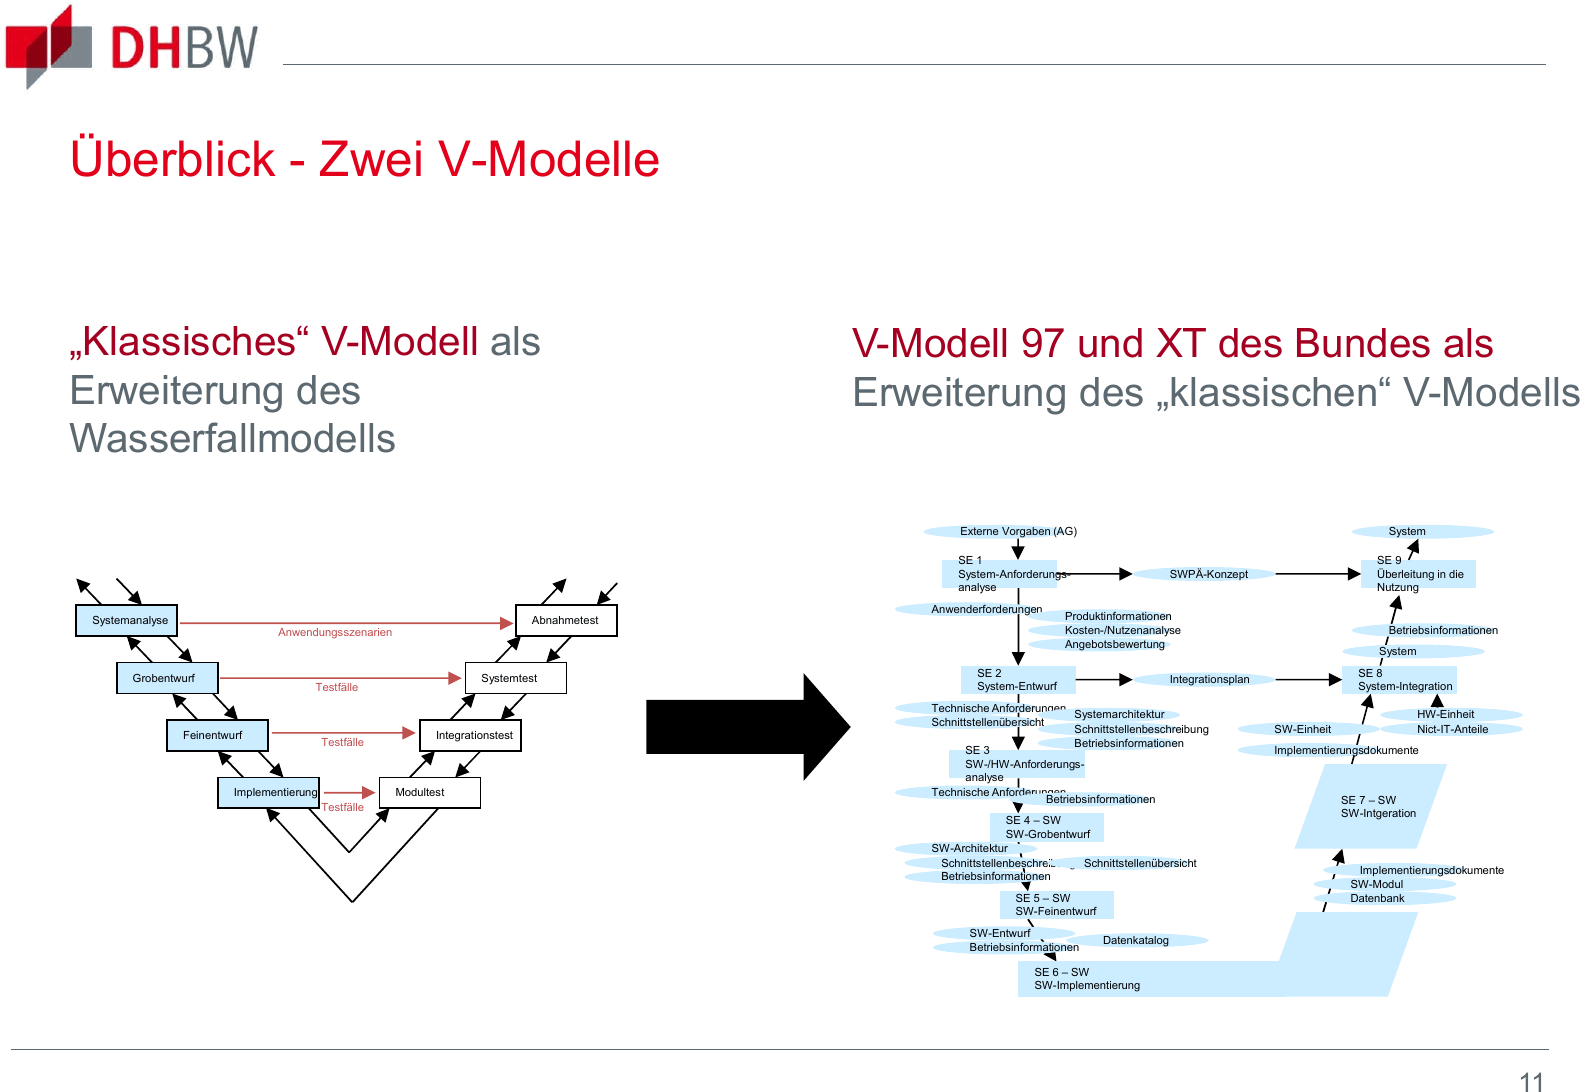 DHBW
Überblick - Zwei V-Modelle
„Klassisches“ V-Modell als
Erweiterung des
Wasserfallmodells
V-Modell 97 und XT des Bundes als
Erweiterung des „klassischen“ V-Modells
Systemanalyse
Anwendungsszenarien
Abnahmetest
Grobentwurf
Testfälle
Systemtest
Feinentwurf
Testfälle
Integrationstest
Implementierung
Testfälle
Modultest
Externe Vorgaben (AG)
System
SE 1
System-Anforderungs-
analyse
SWPÄ-Konzept
SE 9
Überleitung in die
Nutzung
Anwenderforderungen
Produktinformationen
Kosten-/Nutzenanalyse
Angebotsbewertung
Betriebsinformationen
System
SE 2
System-Entwurf
Integrationsplan
SE 8
System-Integration
Technische Anforderungen
Schnittstellenübersicht
Systemarchitektur
Schnittstellenbeschreibung
Betriebsinformationen
HW-Einheit
SW-Einheit
Nict-IT-Anteile
Implementierungsdokumente
SE 3
SW-/HW-Anforderungs-
analyse
Technische Anforderungen
Betriebsinformationen
SE 7 – SW
SW-Intgeration
SE 4 – SW
SW-Grobentwurf
SW-Architektur
Schnittstellenübersicht
Betriebsinformationen
Implementierungsdokumente
SW-Modul
Datenbank
SE 5 – SW
SW-Feinentwurf
SW-Entwurf
Betriebsinformationen
Datenkatalog
SE 6 – SW
SW-Implementierung
11